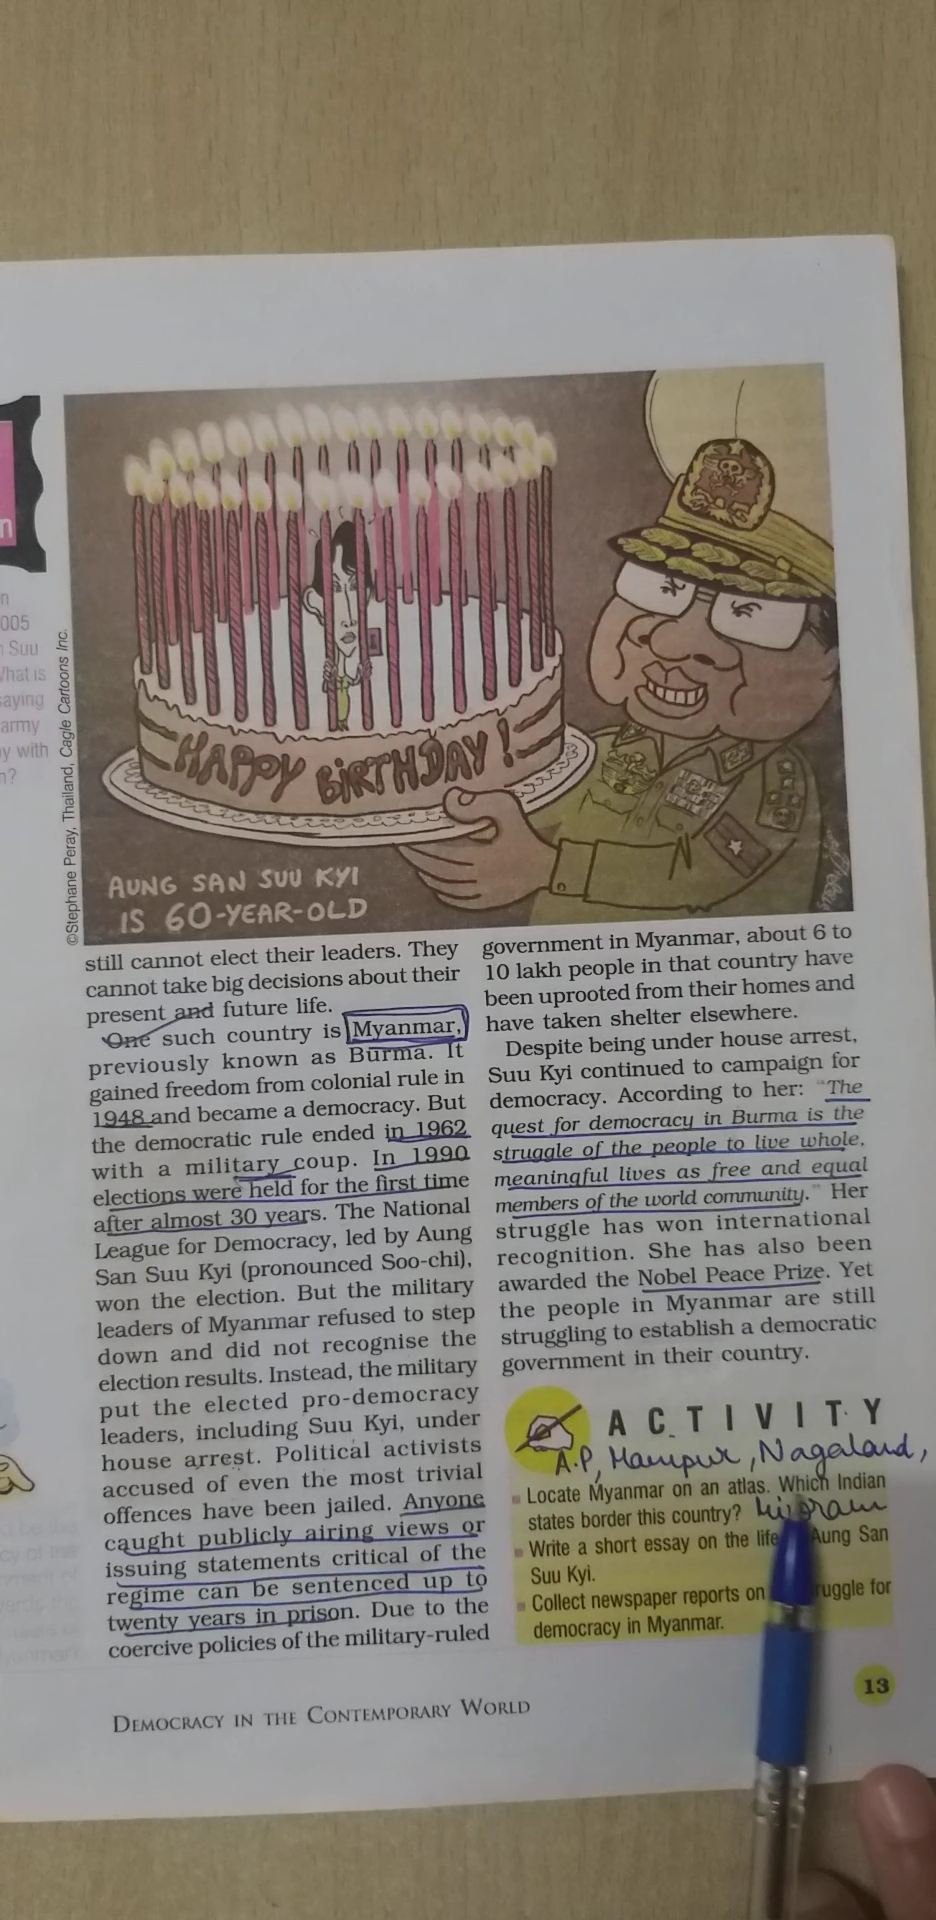 n
n
005
Suu
What is
saying
army
y with
n?
©Stephane Peray, Thailand, Cagle Cartoons Inc.
HAPPY BIRTHDAY!
AUNG SAN SUU KYI
IS 60-YEAR-OLD
still cannot elect their leaders. They
cannot take big decisions about their
present and future life.
One such country is Myanmar,
previously known as Burma. It
gained freedom from colonial rule in
1948 and became a democracy. But
the democratic rule ended in 1962
with a military coup. In 1990
elections were held for the first time
after almost 30 years. The National
League for Democracy, led by Aung
San Suu Kyi (pronounced Soo-chi),
won the election. But the military
leaders of Myanmar refused to step
down and did not recognise the
election results. Instead, the military
put the elected pro-democracy
leaders, including Suu Kyi, under
house arrest. Political activists
accused of even the most trivial
offences have been jailed. Anyone
caught publicly airing views or
issuing statements critical of the
regime can be sentenced up to
twenty years in prison. Due to the
coercive policies of the military-ruled
government in Myanmar, about 6 to
10 lakh people in that country have
been uprooted from their homes and
have taken shelter elsewhere.
Despite being under house arrest,
Suu Kyi continued to campaign for
democracy. According to her: "The
quest for democracy in Burma is the
struggle of the people to live whole,
meaningful lives as free and equal
members of the world community." Her
struggle has won international
recognition. She has also been
awarded the Nobel Peace Prize. Yet
the people in Myanmar are still
struggling to establish a democratic
government in their country.
ACTIVITY
A.P, Manipur, Nagaland,
Locate Myanmar on an atlas. Which Indian
states border this country? Mizoram
Write a short essay on the life Aung San
Suu Kyi.
Collect newspaper reports on ruggle for
democracy in Myanmar.
DEMOCRACY IN THE CONTEMPORARY WORLD
13